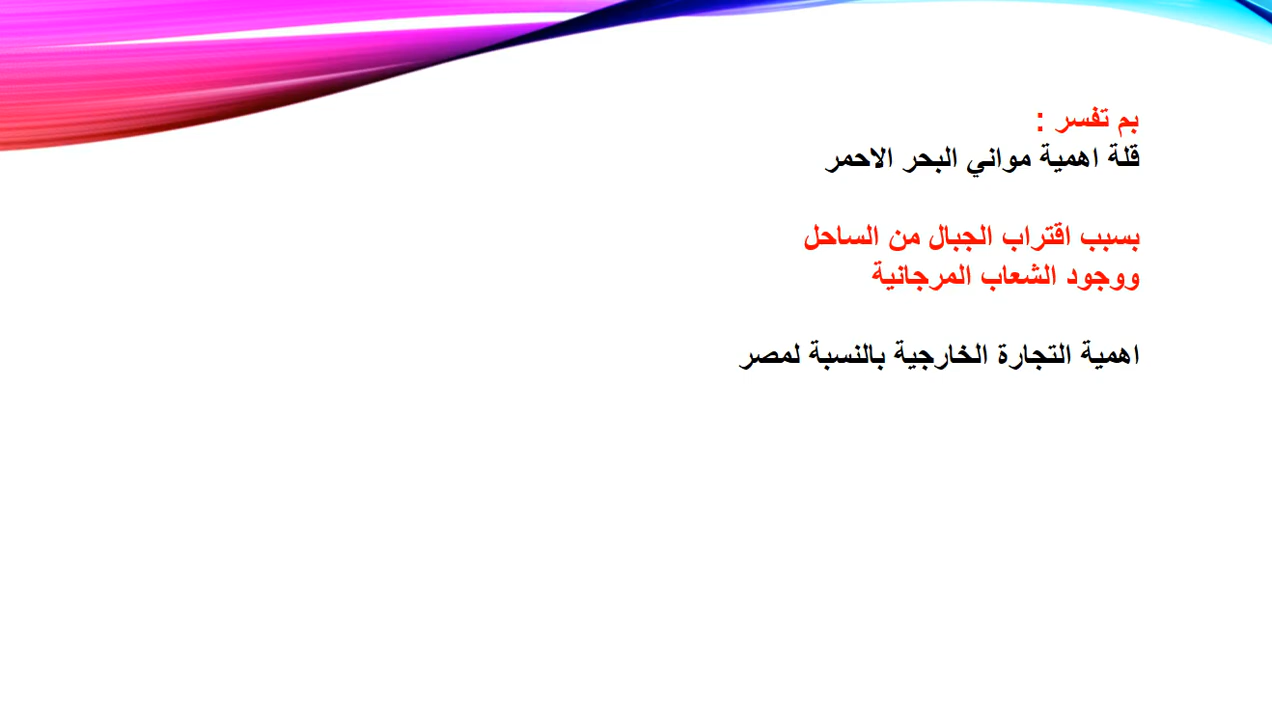 بم تفسر :
قلة اهمية مواني البحر الاحمر
بسبب اقتراب الجبال من الساحل
ووجود الشعاب المرجانية
اهمية التجارة الخارجية بالنسبة لمصر